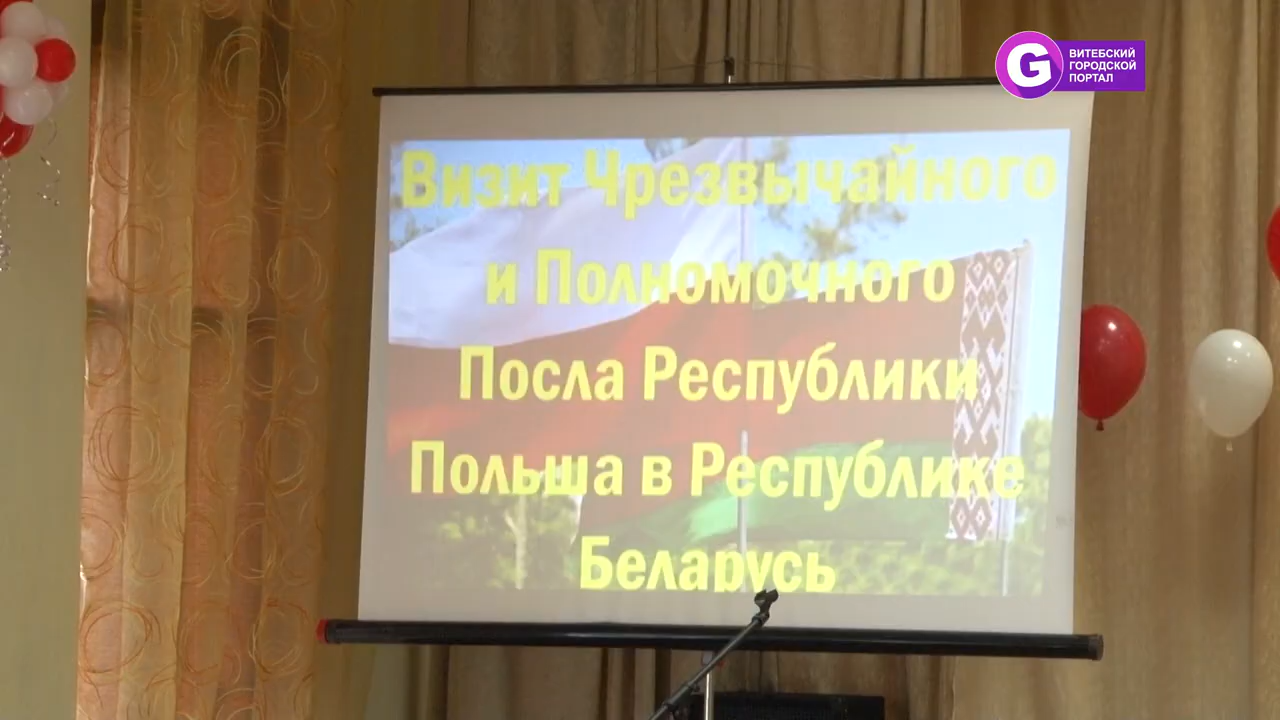 G
ВИТЕБСКИЙ
ГОРОДСКОЙ
ПОРТАЛ
Визит Чрезвычайного
и Полномочного
Посла Республики
Польша в Республике
Беларусь